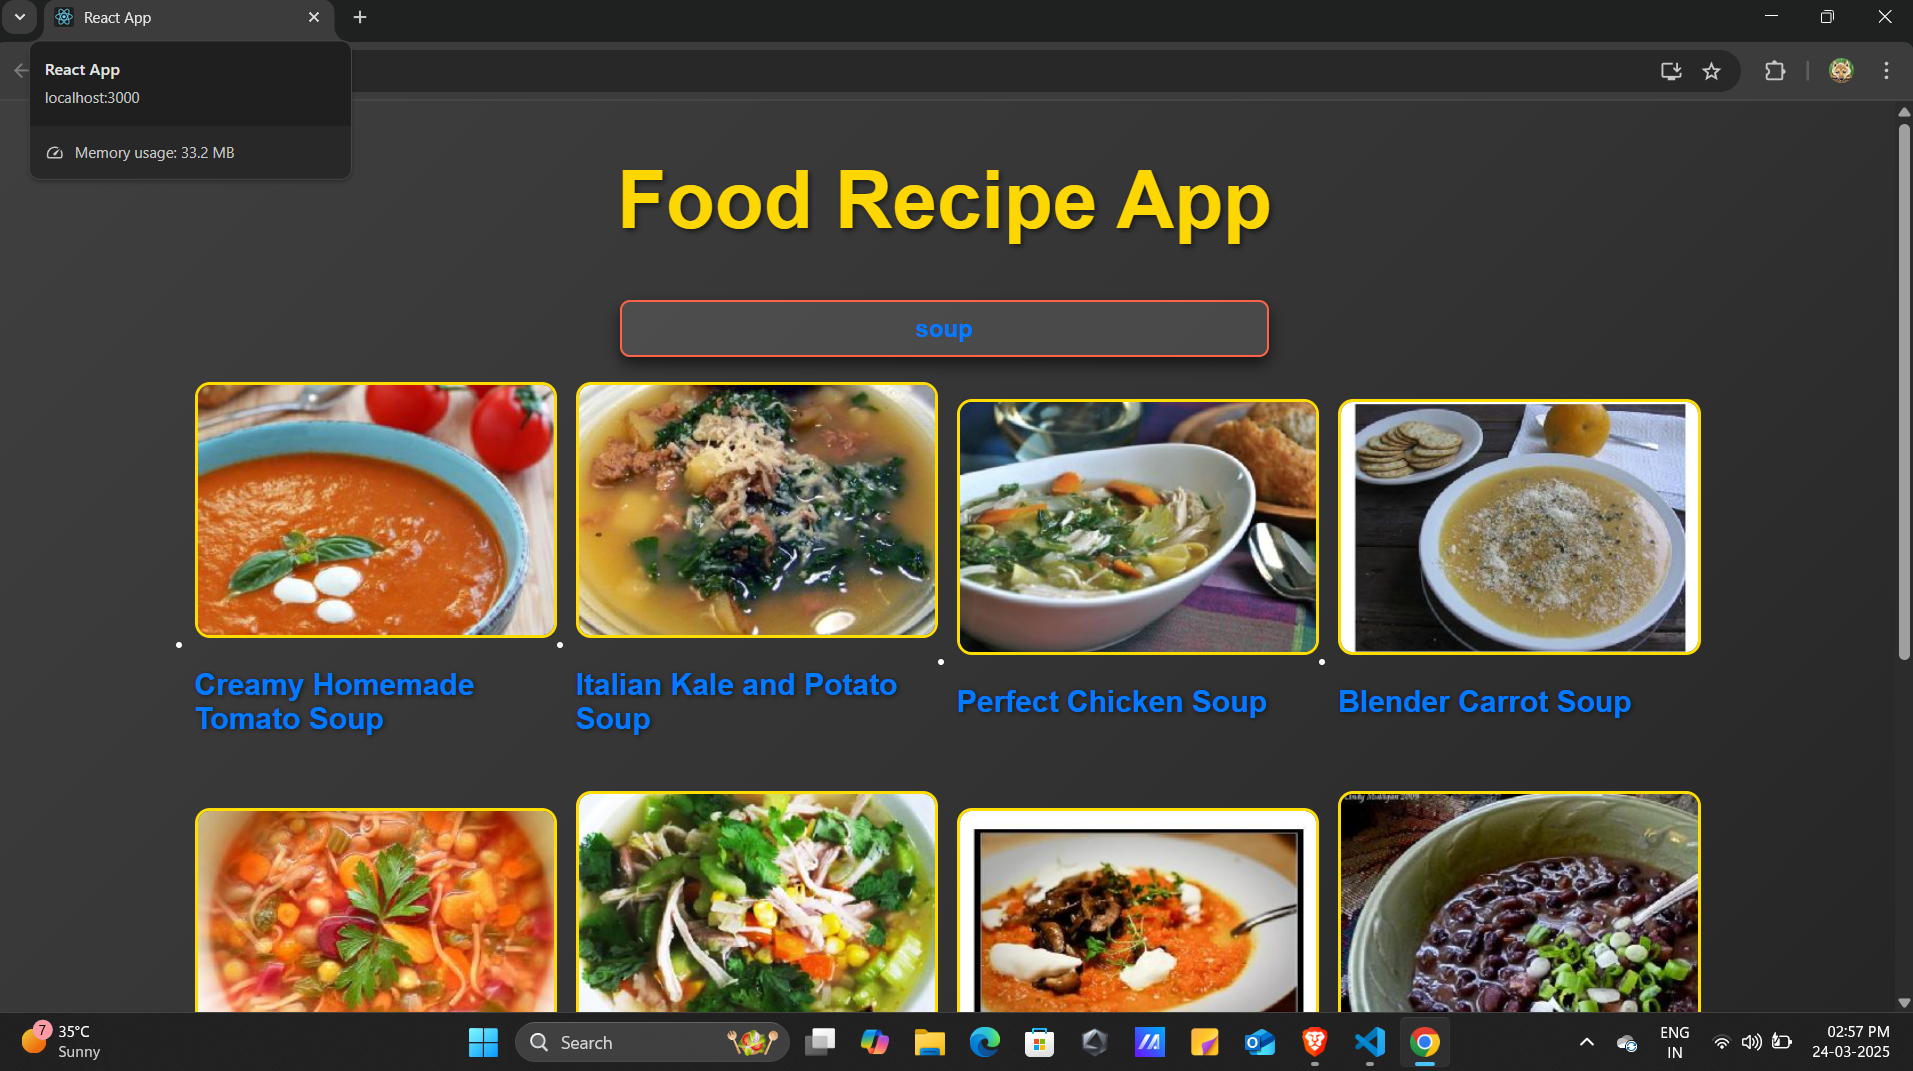 React App
React App
localhost:3000
Memory usage: 33.2 MB
Food Recipe App
soup
Creamy Homemade
Tomato Soup
Italian Kale and Potato
Soup
Perfect Chicken Soup
Blender Carrot Soup
7
35°C
Sunny
Search
ENG
IN
02:57 PM
24-03-2025